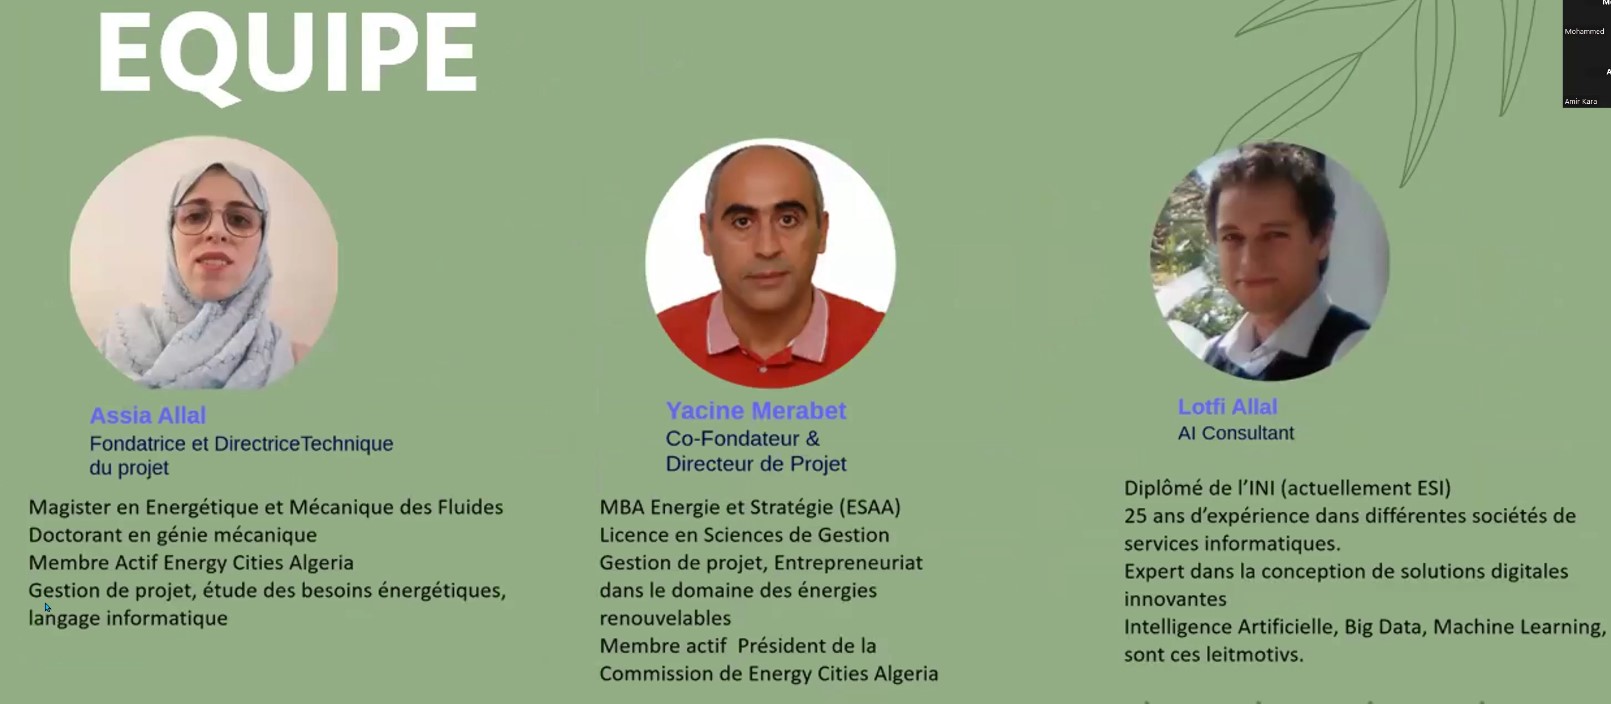 EQUIPE
Mohammed
Amir Kara
Assia Allal
Fondatrice et DirectriceTechnique
du projet
Magister en Energétique et Mécanique des Fluides
Doctorant en génie mécanique
Membre Actif Energy Cities Algeria
Gestion de projet, étude des besoins énergétiques,
langage informatique
Yacine Merabet
Co-Fondateur &
Directeur de Projet
MBA Energie et Stratégie (ESAA)
Licence en Sciences de Gestion
Gestion de projet, Entrepreneuriat
dans le domaine des énergies
renouvelables
Membre actif  Président de la
Commission de Energy Cities Algeria
Lotfi Allal
AI Consultant
Diplômé de l’INI (actuellement ESI)
25 ans d’expérience dans différentes sociétés de
services informatiques.
Expert dans la conception de solutions digitales
innovantes
Intelligence Artificielle, Big Data, Machine Learning,
sont ces leitmotivs.